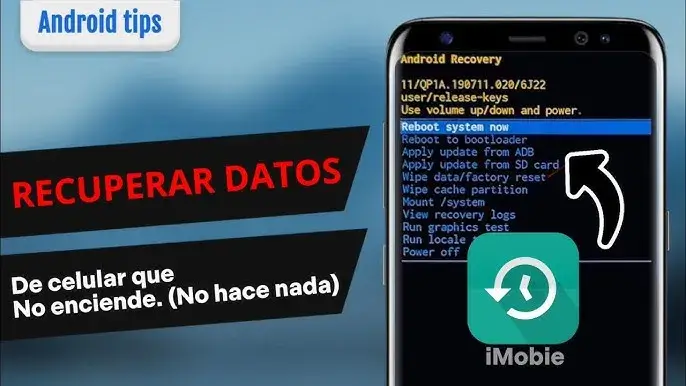 Android tips
RECUPERAR DATOS
De celular que
No enciende. (No hace nada)
Android Recovery
11/QP1A.190711.020/6J22
user/release-keys
Use volume up/down and power.
Reboot system now
Reboot to bootloader
Apply update from ADB
Apply update from SD card
Wipe data/factory reset
Wipe cache partition
Mount /system
View recovery logs
Run graphics test
Run locale
Power off
iMobie